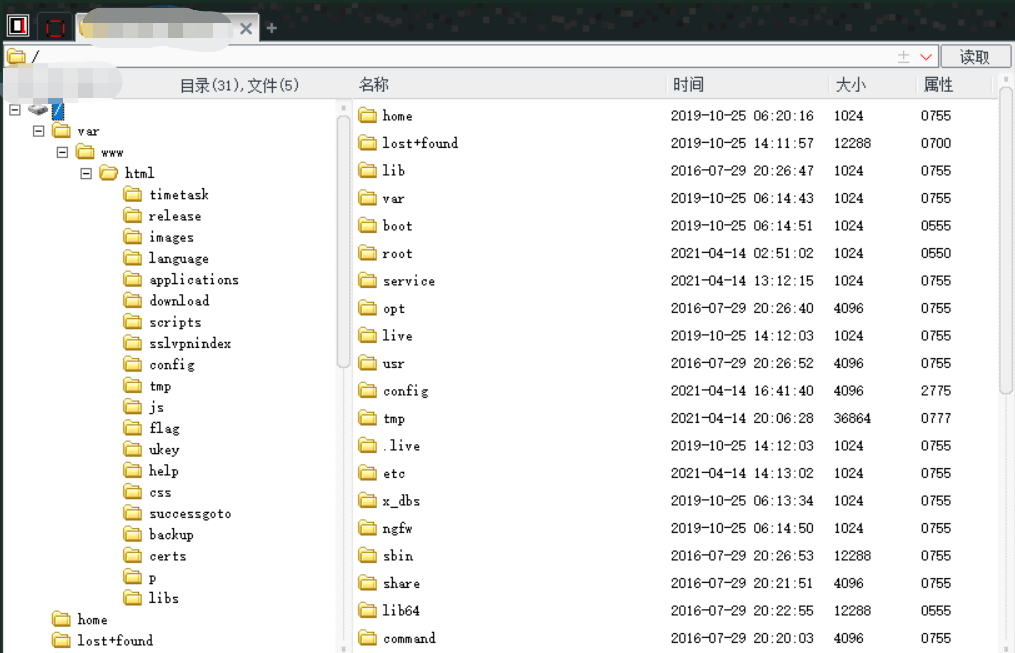 /
读取
目录(31),文件(5)
名称 时间 大小 属性
/
var
www
html
timetask
release
images
language
applications
download
scripts
sslvpnindex
config
tmp
js
flag
ukey
help
css
successgoto
backup
certs
p
libs
home
lost+found
home 2019-10-25 06:20:16 1024 0755
lost+found 2019-10-25 14:11:57 12288 0700
lib 2016-07-29 20:26:47 1024 0755
var 2019-10-25 06:14:43 1024 0755
boot 2019-10-25 06:14:51 1024 0555
root 2021-04-14 02:51:02 1024 0550
service 2021-04-14 13:12:15 1024 0755
opt 2016-07-29 20:26:40 4096 0755
live 2019-10-25 14:12:03 1024 0755
usr 2016-07-29 20:26:52 4096 0755
config 2021-04-14 16:41:40 4096 2775
tmp 2021-04-14 20:06:28 36864 0777
.live 2019-10-25 14:12:03 1024 0755
etc 2021-04-14 14:13:02 1024 0755
x_dbs 2019-10-25 06:13:34 1024 0755
ngfw 2019-10-25 06:14:50 1024 0755
sbin 2016-07-29 20:26:53 12288 0755
share 2016-07-29 20:21:51 4096 0755
lib64 2016-07-29 20:22:55 12288 0555
command 2016-07-29 20:20:03 4096 0755